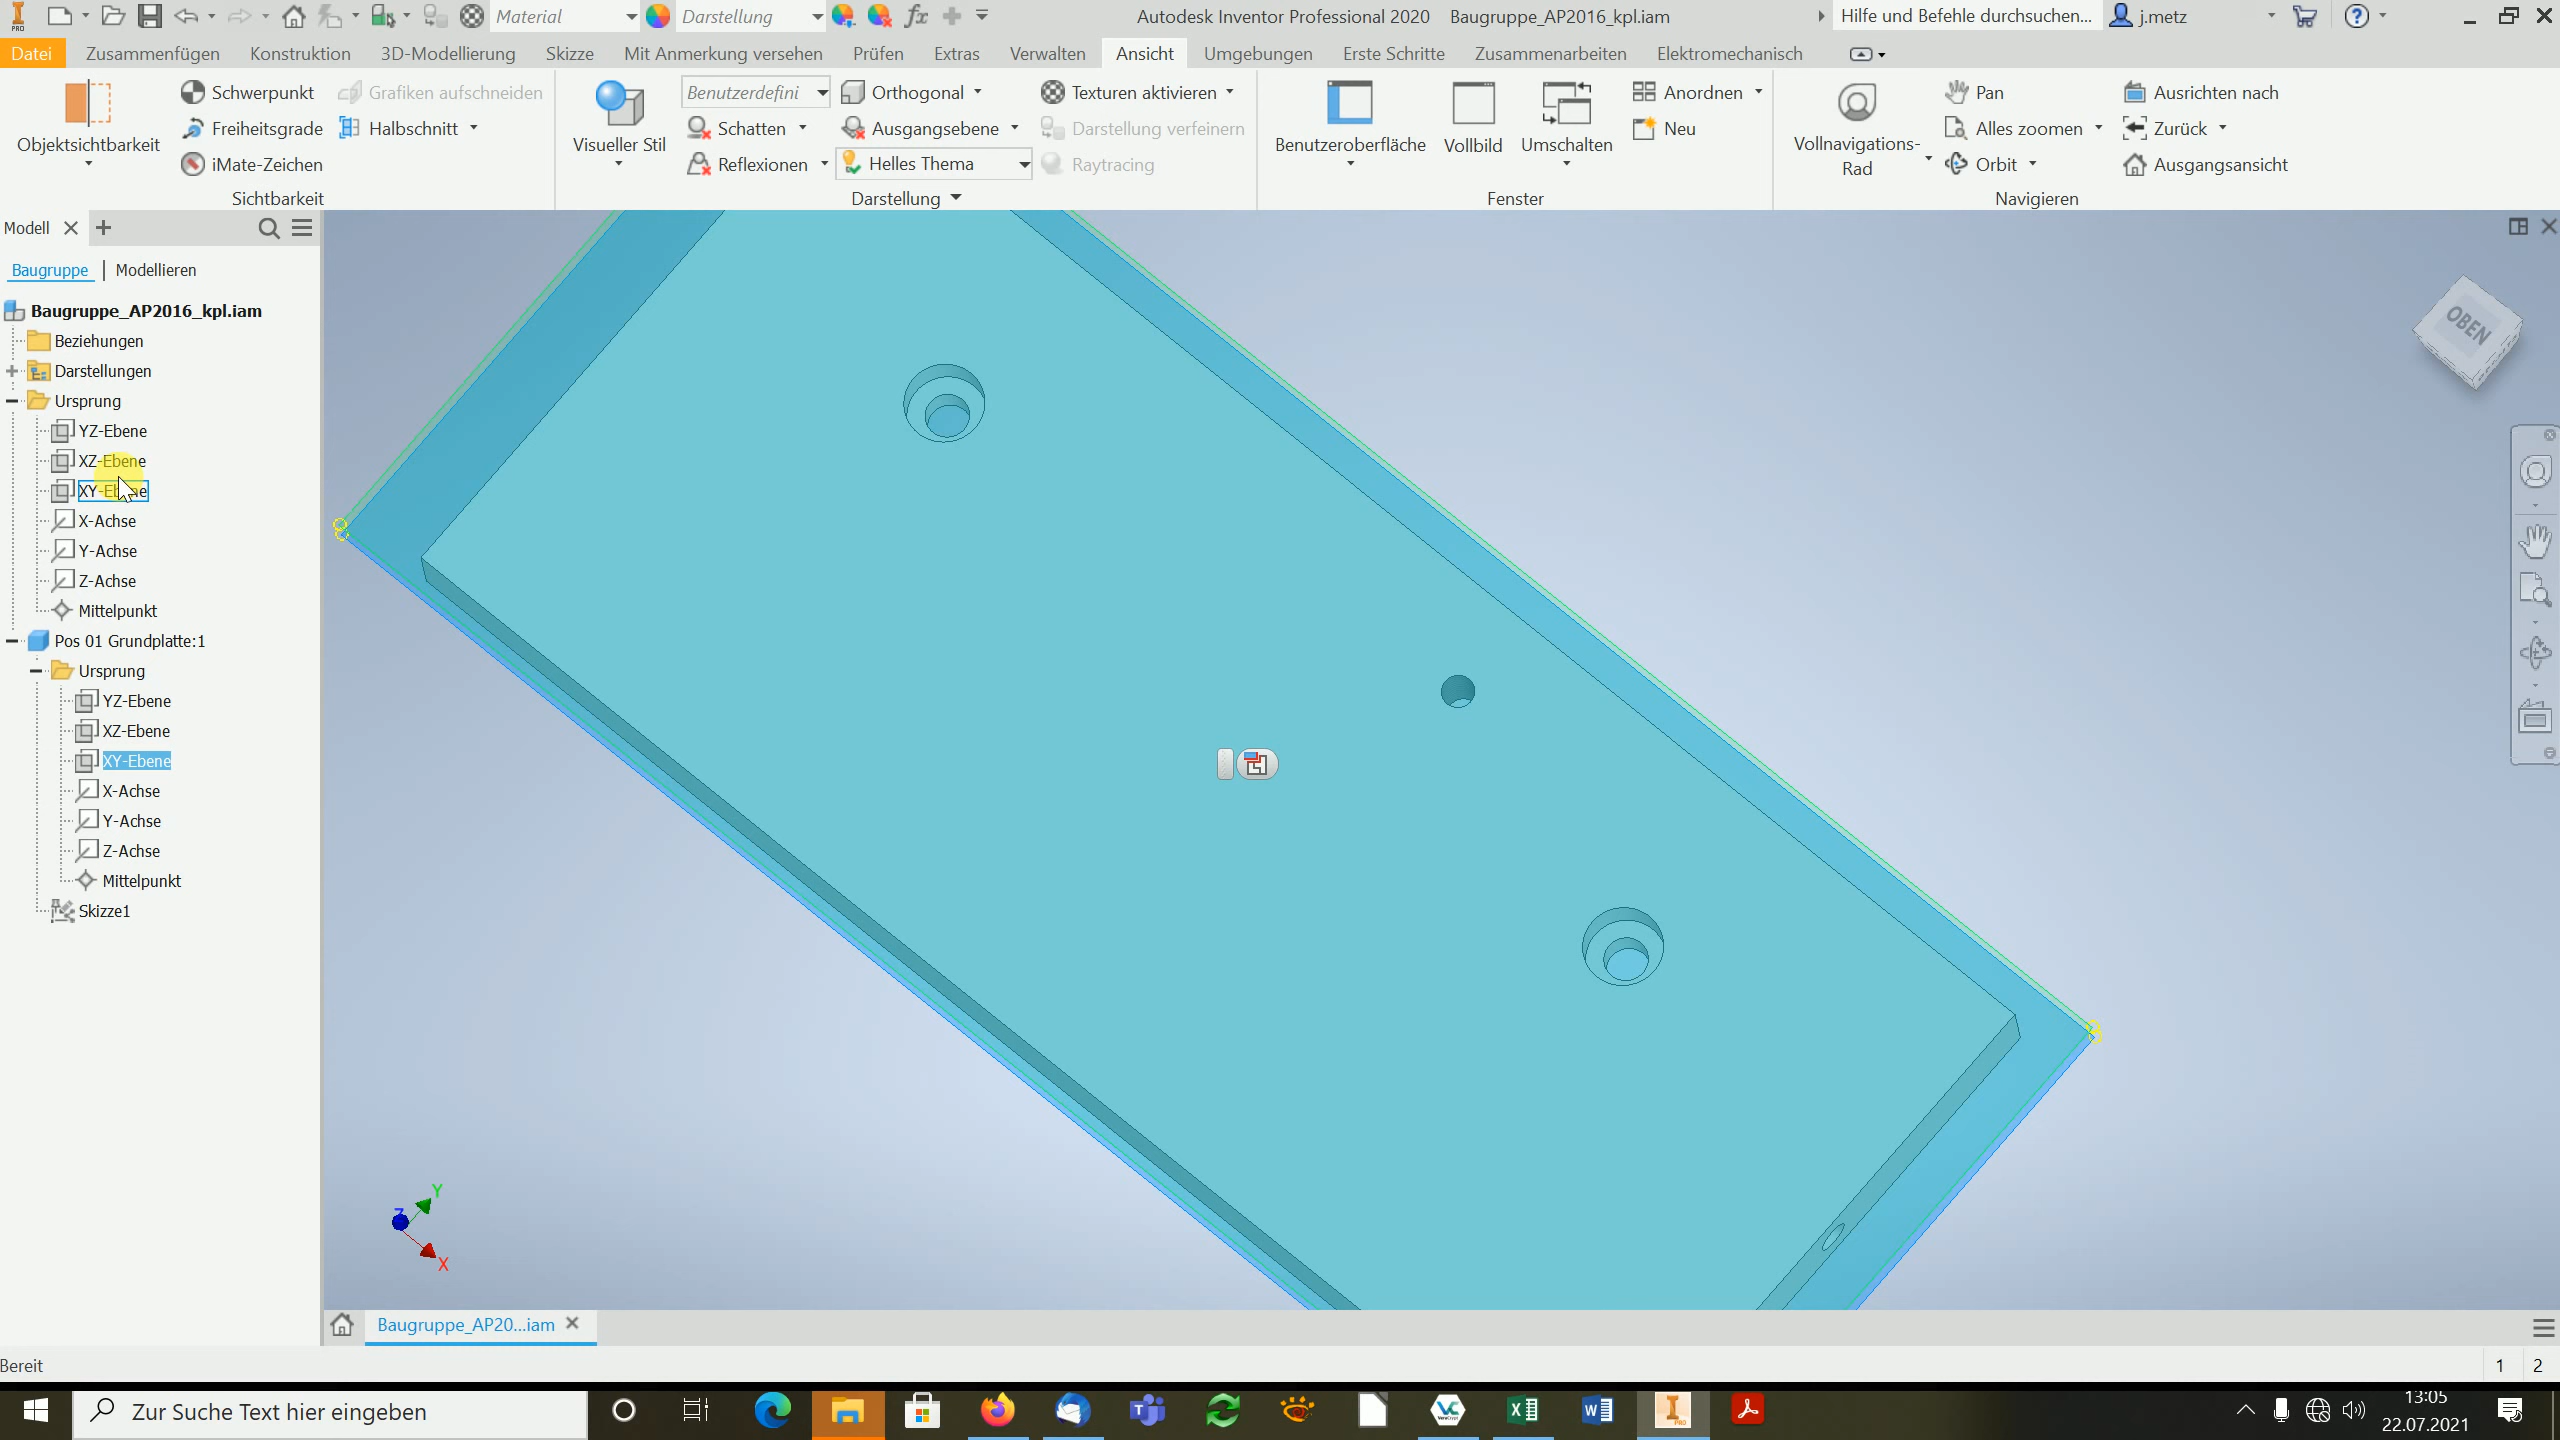 Material
Darstellung
Autodesk Inventor Professional 2020 Baugruppe_AP2016_kpl.iam
Hilfe und Befehle durchsuchen...
j.metz
Datei Zusammenfügen Konstruktion 3D-Modellierung Skizze Mit Anmerkung versehen Prüfen Extras Verwalten Ansicht Umgebungen Erste Schritte Zusammenarbeiten Elektromechanisch
Objektsichtbarkeit
Schwerpunkt
Freiheitsgrade
iMate-Zeichen
Grafiken aufschneiden
Halbschnitt
Sichtbarkeit
Visueller Stil
Benutzerdefini
Schatten
Reflexionen
Orthogonal
Ausgangsebene
Helles Thema
Texturen aktivieren
Darstellung verfeinern
Raytracing
Darstellung
Benutzeroberfläche
Vollbild
Umschalten
Anordnen
Neu
Fenster
Vollnavigations-
Rad
Pan
Alles zoomen
Orbit
Ausrichten nach
Zurück
Ausgangsansicht
Navigieren
Modell
Baugruppe | Modellieren
Baugruppe_AP2016_kpl.iam
Beziehungen
Darstellungen
Ursprung
YZ-Ebene
XZ-Ebene
XY-Ebene
X-Achse
Y-Achse
Z-Achse
Mittelpunkt
Pos 01 Grundplatte:1
Ursprung
YZ-Ebene
XZ-Ebene
XY-Ebene
X-Achse
Y-Achse
Z-Achse
Mittelpunkt
Skizze1
OBEN
Y
Z
X
Baugruppe_AP20...iam
Bereit
1 2
Zur Suche Text hier eingeben
13:05
22.07.2021